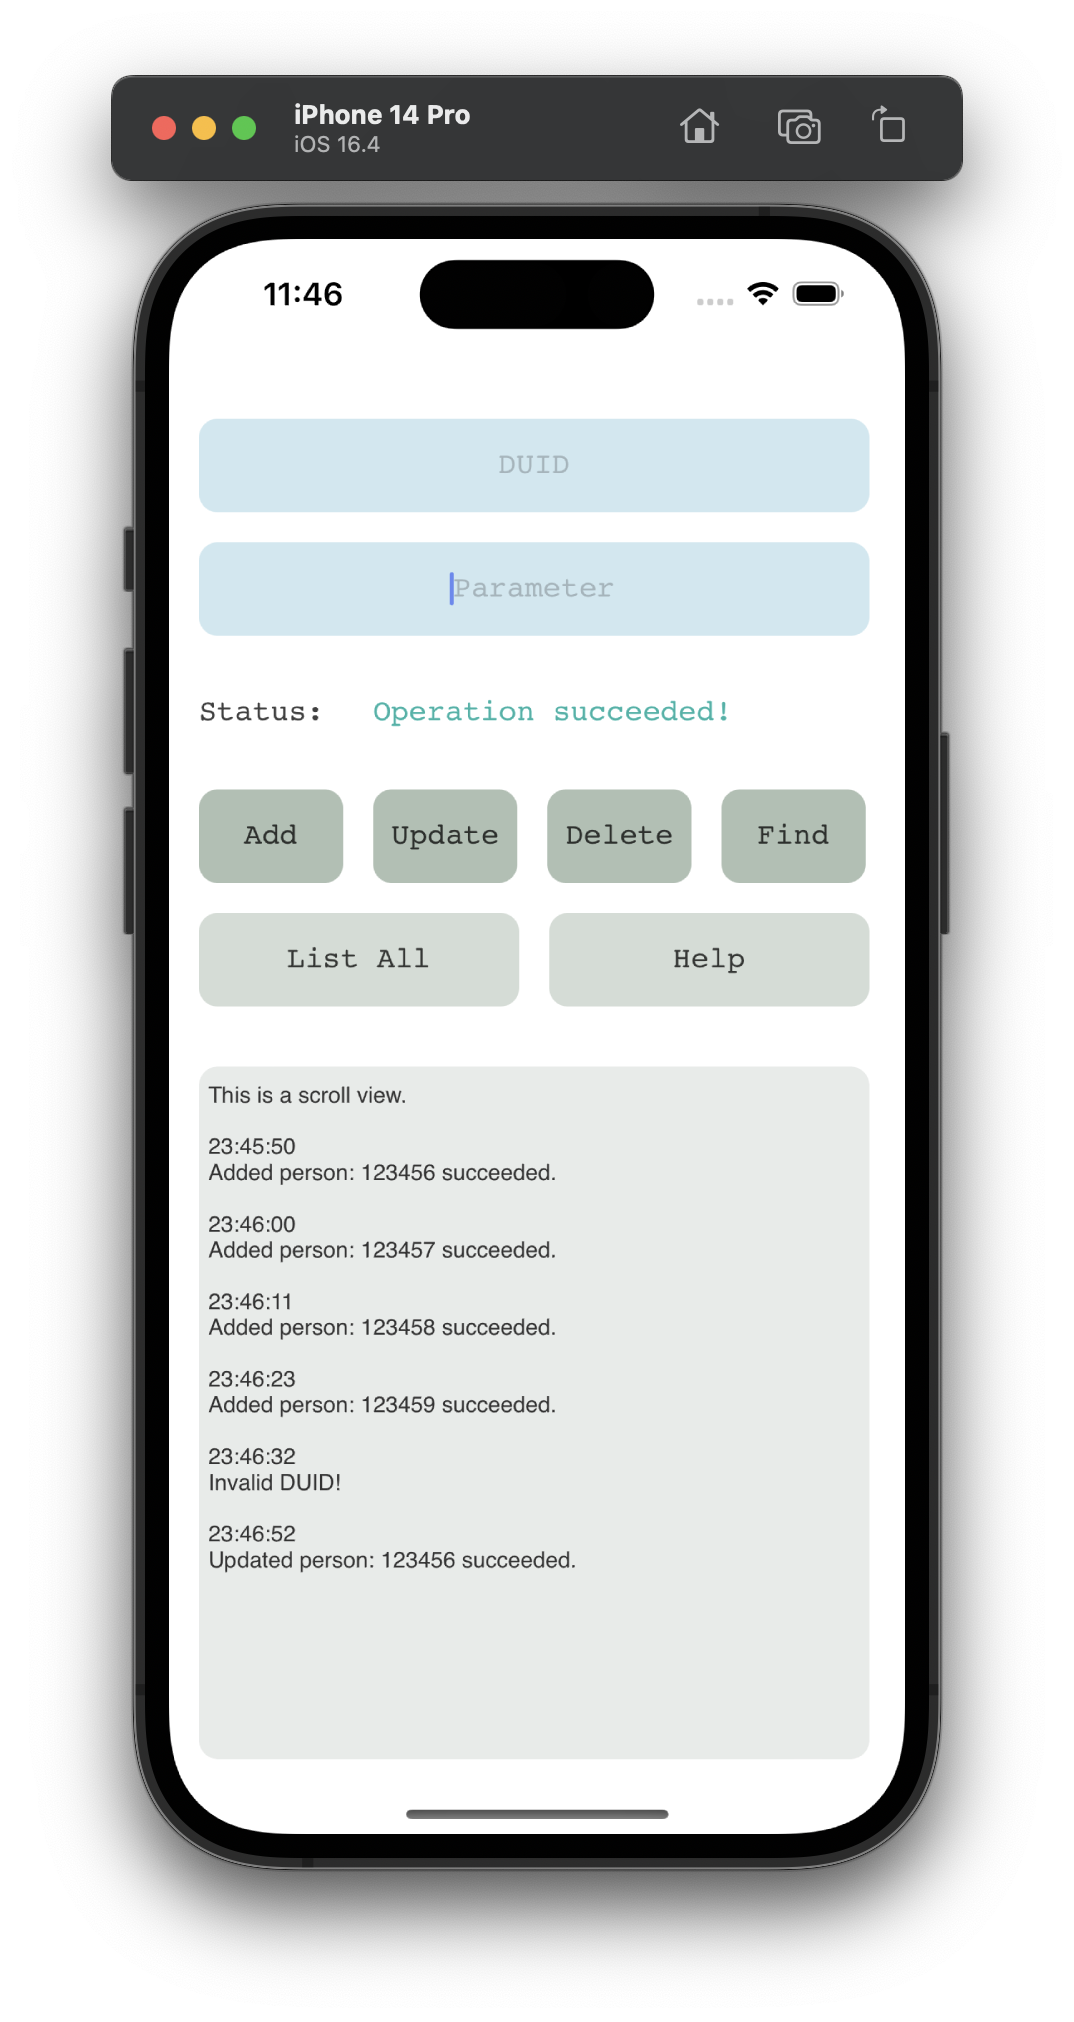 iPhone 14 Pro
iOS 16.4
11:46
DUID
Parameter
Status: Operation succeeded!
Add Update Delete Find
List All Help
This is a scroll view.
23:45:50
Added person: 123456 succeeded.
23:46:00
Added person: 123457 succeeded.
23:46:11
Added person: 123458 succeeded.
23:46:23
Added person: 123459 succeeded.
23:46:32
Invalid DUID!
23:46:52
Updated person: 123456 succeeded.